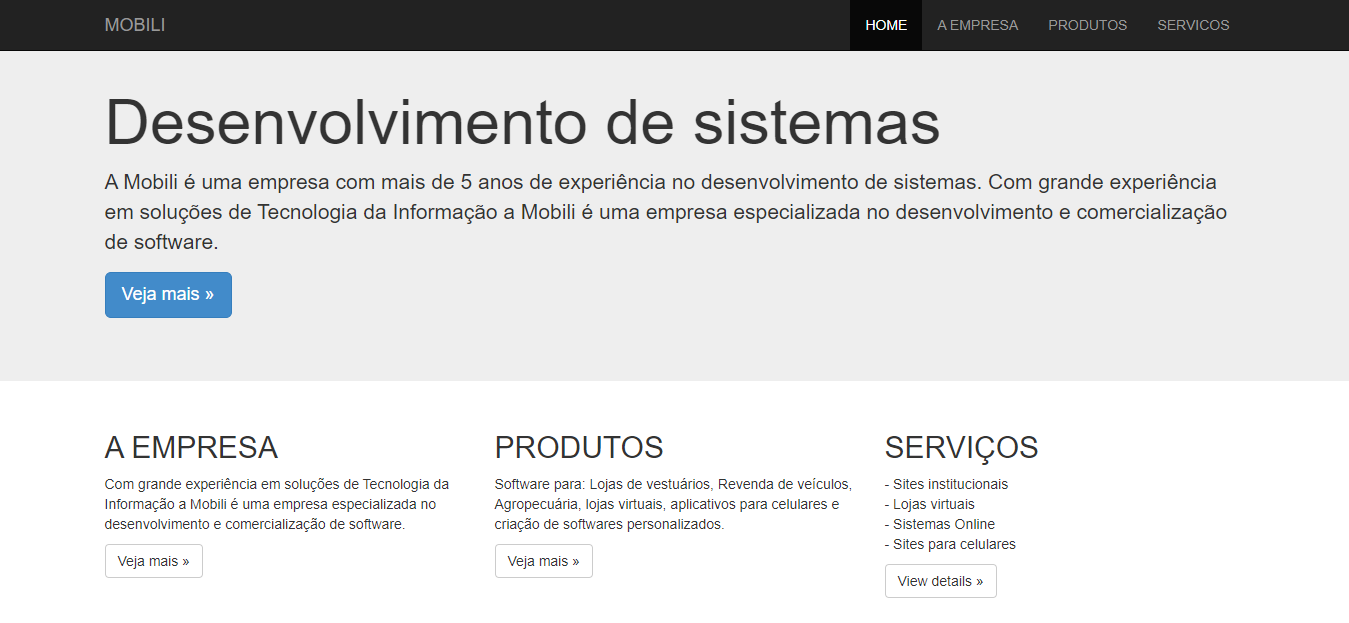 MOBILI
HOME
A EMPRESA
PRODUTOS
SERVICOS
Desenvolvimento de sistemas
A Mobili é uma empresa com mais de 5 anos de experiência no desenvolvimento de sistemas. Com grande experiência
em soluções de Tecnologia da Informação a Mobili é uma empresa especializada no desenvolvimento e comercialização
de software.
Veja mais »
A EMPRESA
Com grande experiência em soluções de Tecnologia da
Informação a Mobili é uma empresa especializada no
desenvolvimento e comercialização de software.
Veja mais »
PRODUTOS
Software para: Lojas de vestuários, Revenda de veículos,
Agropecuária, lojas virtuais, aplicativos para celulares e
criação de softwares personalizados.
Veja mais »
SERVIÇOS
- Sites institucionais
- Lojas virtuais
- Sistemas Online
- Sites para celulares
View details »